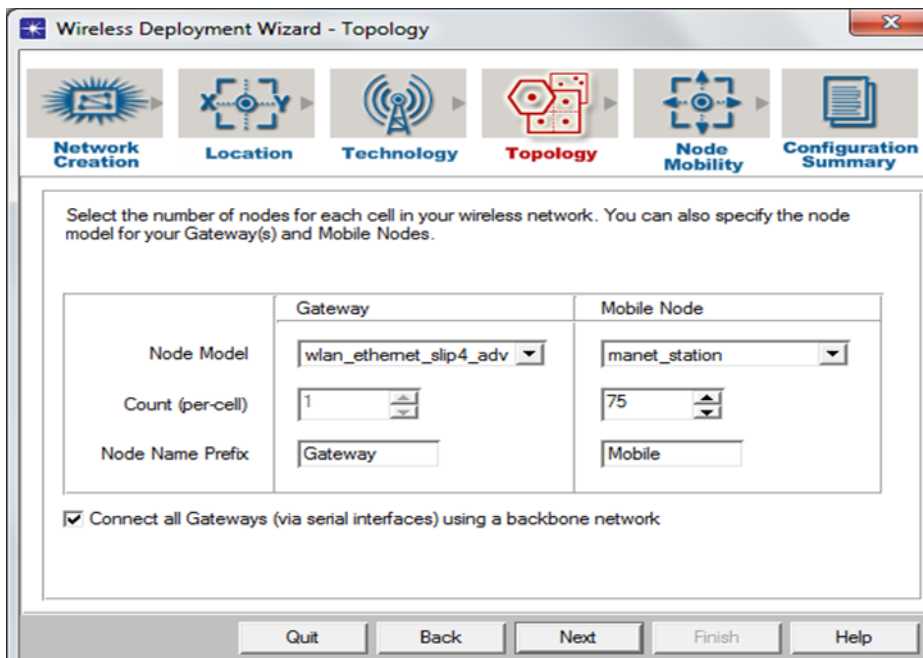 Wireless Deployment Wizard - Topology
Network Creation
Location
Technology
Topology
Node Mobility
Configuration Summary
Select the number of nodes for each cell in your wireless network. You can also specify the node
model for your Gateway(s) and Mobile Nodes.
Gateway
Mobile Node
Node Model
wlan_ethernet_slip4_adv
manet_station
Count (per-cell)
1
75
Node Name Prefix
Gateway
Mobile
Connect all Gateways (via serial interfaces) using a backbone network
Quit
Back
Next
Finish
Help